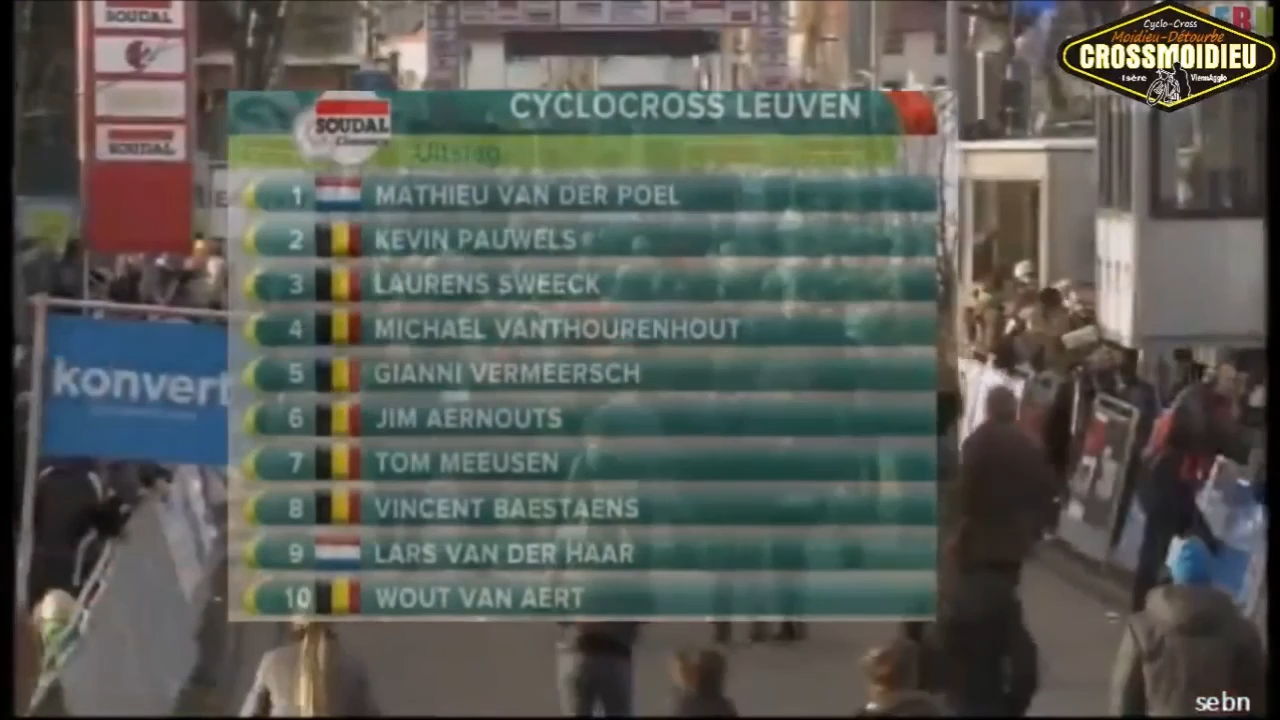 SOUDAL
SOUDAL
Cyclo-Cross
Moidieu-Détourbe
CROSSMOIDIEU
Isère
ViennAgglo
CYCLOCROSS LEUVEN
SOUDAL
Classics
Uitslag
1 MATHIEU VAN DER POEL
2 KEVIN PAUWELS
3 LAURENS SWEECK
4 MICHAEL VANTHOURENHOUT
5 GIANNI VERMEERSCH
6 JIM AERNOUTS
7 TOM MEEUSEN
8 VINCENT BAESTAENS
9 LARS VAN DER HAAR
10 WOUT VAN AERT
konvert
sebn